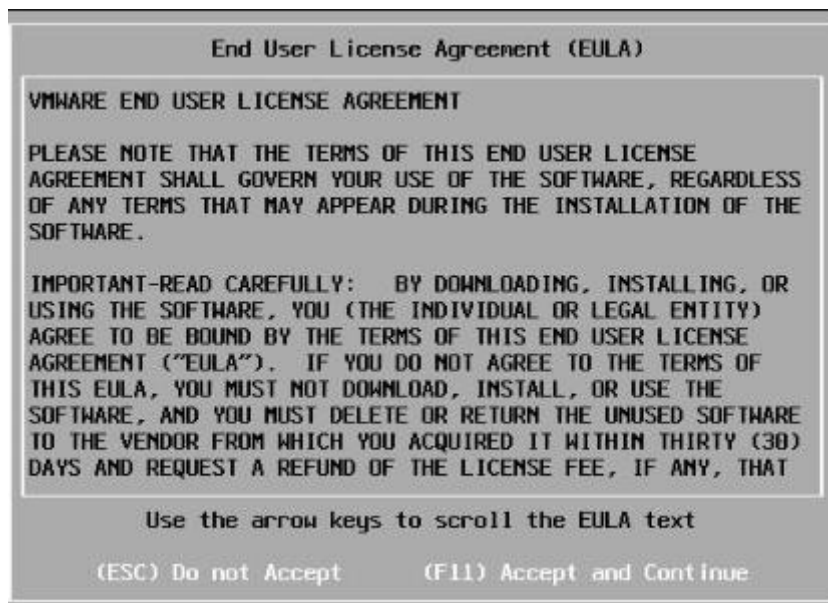 End User License Agreement (EULA)
VMWARE END USER LICENSE AGREEMENT
PLEASE NOTE THAT THE TERMS OF THIS END USER LICENSE
AGREEMENT SHALL GOVERN YOUR USE OF THE SOFTWARE, REGARDLESS
OF ANY TERMS THAT MAY APPEAR DURING THE INSTALLATION OF THE
SOFTWARE.
IMPORTANT-READ CAREFULLY:   BY DOWNLOADING, INSTALLING, OR
USING THE SOFTWARE, YOU (THE INDIVIDUAL OR LEGAL ENTITY)
AGREE TO BE BOUND BY THE TERMS OF THIS END USER LICENSE
AGREEMENT ("EULA").  IF YOU DO NOT AGREE TO THE TERMS OF
THIS EULA, YOU MUST NOT DOWNLOAD, INSTALL, OR USE THE
SOFTWARE, AND YOU MUST DELETE OR RETURN THE UNUSED SOFTWARE
TO THE VENDOR FROM WHICH YOU ACQUIRED IT WITHIN THIRTY (30)
DAYS AND REQUEST A REFUND OF THE LICENSE FEE, IF ANY, THAT
Use the arrow keys to scroll the EULA text
(ESC) Do not Accept (F11) Accept and Continue